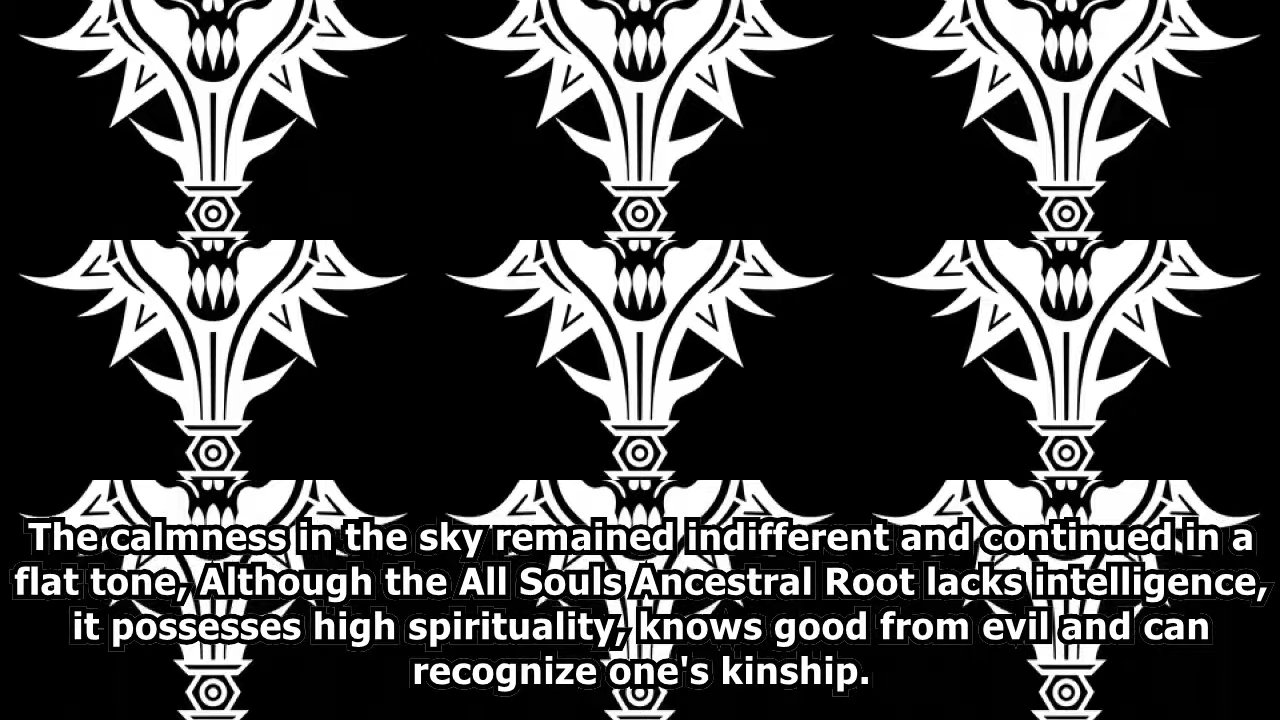 The calmness in the sky remained indifferent and continued in a
flat tone, Although the All Souls Ancestral Root lacks intelligence,
it possesses high spirituality, knows good from evil and can
recognize one's kinship.